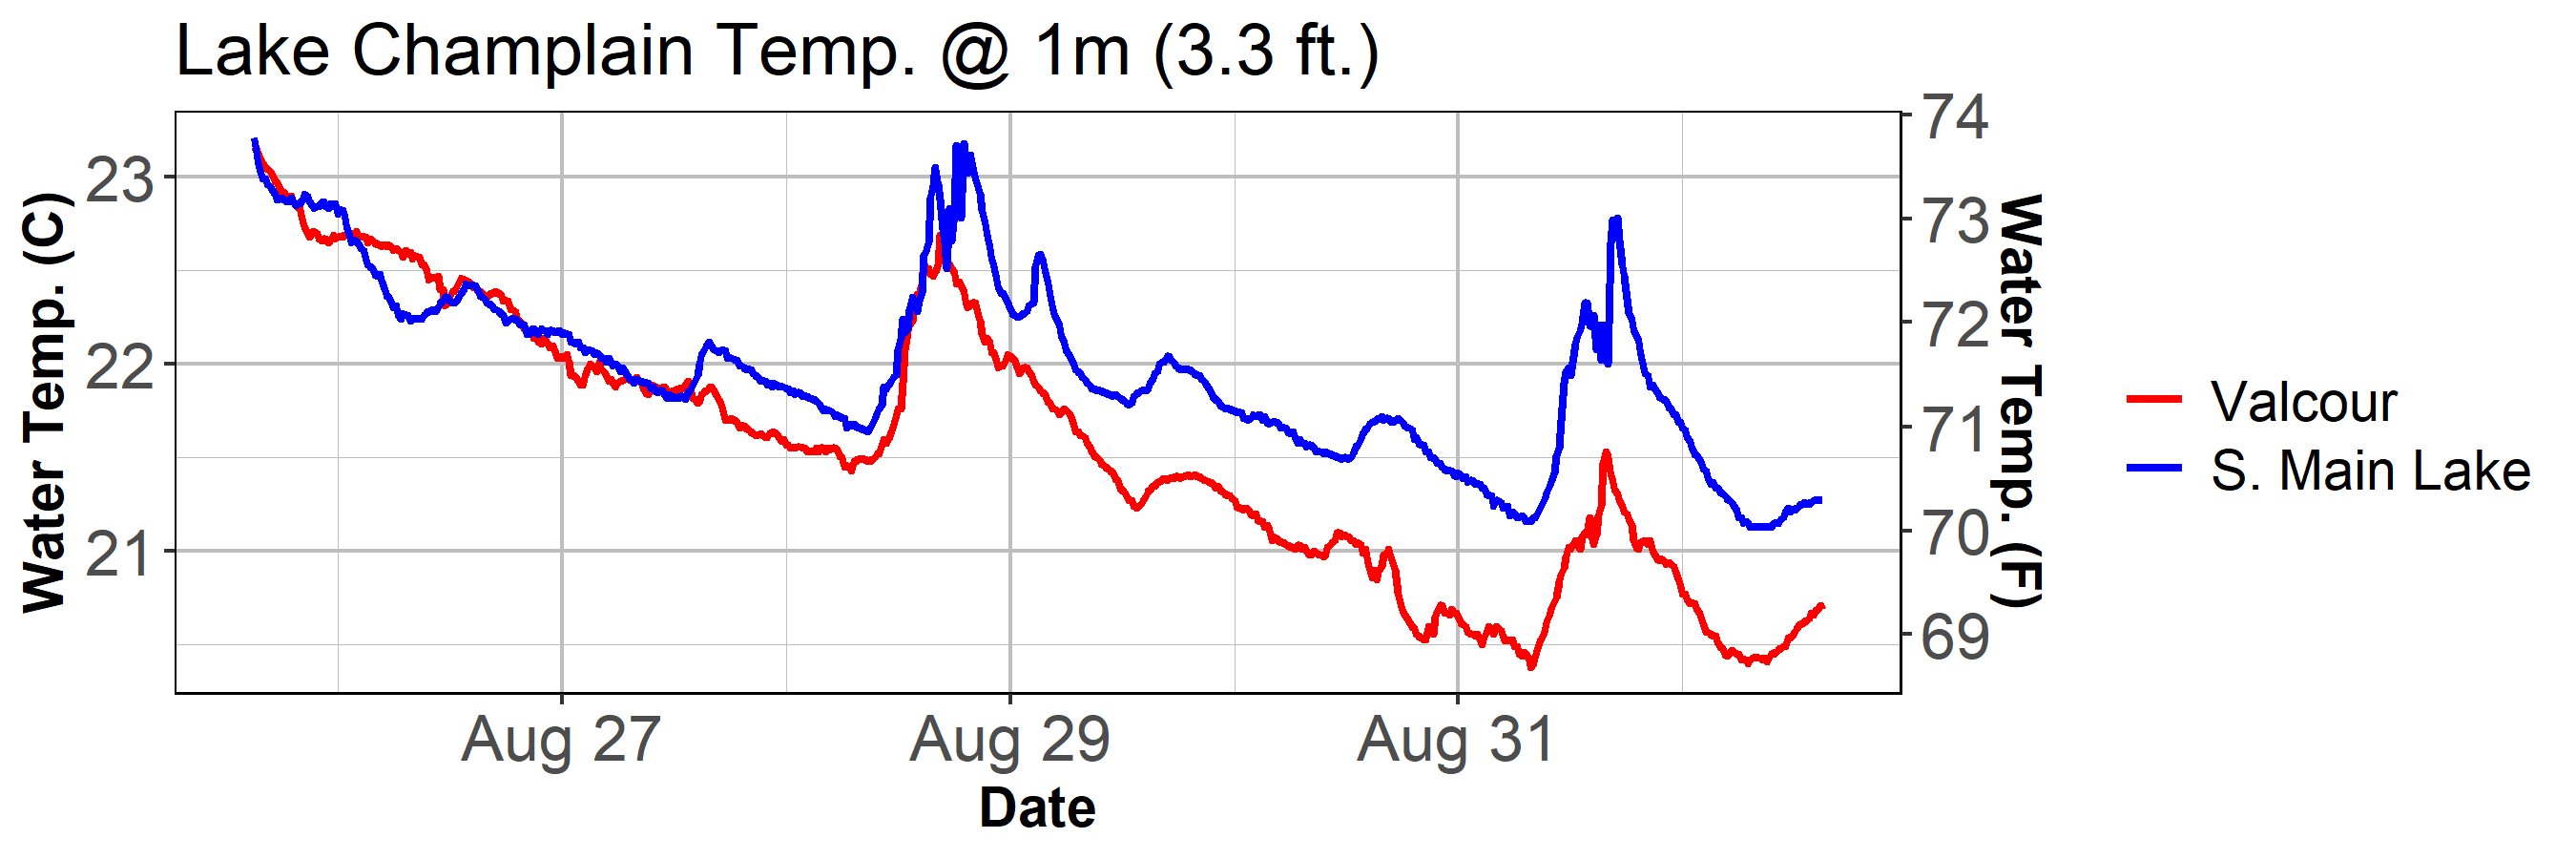 Lake Champlain Temp. @ 1m (3.3 ft.)
Water Temp. (C)
23
22
21
74
73
72
71
70
69
Water Temp. (F)
Aug 27
Aug 29
Aug 31
Date
Valcour
S. Main Lake